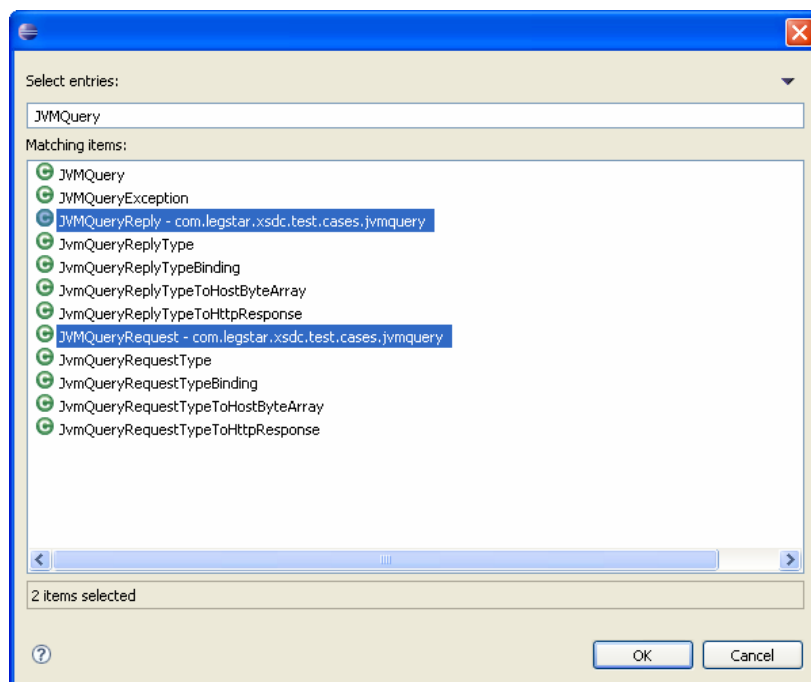 Select entries:
JVMQuery
Matching items:
JVMQuery
JVMQueryException
JVMQueryReply - com.legstar.xsdc.test.cases.jvmquery
JvmQueryReplyType
JvmQueryReplyTypeBinding
JvmQueryReplyTypeToHostByteArray
JvmQueryReplyTypeToHttpResponse
JVMQueryRequest - com.legstar.xsdc.test.cases.jvmquery
JvmQueryRequestType
JvmQueryRequestTypeBinding
JvmQueryRequestTypeToHostByteArray
JvmQueryRequestTypeToHttpResponse
2 items selected
OK Cancel